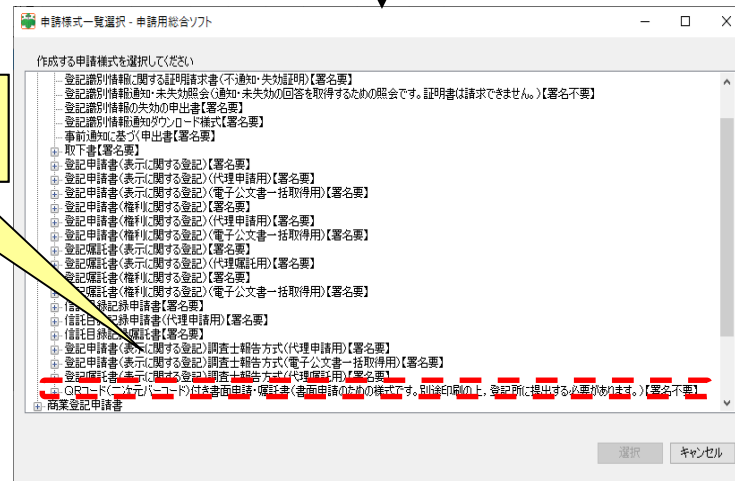 申請様式一覧選択 - 申請用総合ソフト
作成する申請様式を選択してください
登記識別情報に関する証明請求書(不通知・失効証明)【署名要】
登記識別情報通知・未失効照会(通知・未失効の回答を取得するための照会です。証明書は請求できません。)【署名不要】
登記識別情報の失効の申出書【署名要】
登記識別情報通知ダウンロード様式【署名要】
事前通知に基づく申出書【署名要】
取下書【署名要】
登記申請書(表示に関する登記)【署名要】
登記申請書(表示に関する登記)(代理申請用)【署名要】
登記申請書(表示に関する登記)(電子公文書一括取得用)【署名要】
登記申請書(権利に関する登記)【署名要】
登記申請書(権利に関する登記)(代理申請用)【署名要】
登記申請書(権利に関する登記)(電子公文書一括取得用)【署名要】
登記嘱託書(表示に関する登記)【署名要】
登記嘱託書(表示に関する登記)(代理嘱託用)【署名要】
登記嘱託書(権利に関する登記)【署名要】
記嘱託書(権利に関する登記)(電子公文書一括取得用)【署名要】
信託目録記録申請書【署名要】
信託目録記録申請書(代理申請用)【署名要】
信託目録記録嘱託書【署名要】
登記申請書(表示に関する登記)調査士報告方式(代理申請用)【署名要】
登記申請書(表示に関する登記)調査士報告方式(電子公文書一括取得用)【署名要】
登記嘱託書(表示に関する登記)調査士報告方式(代理嘱託用)【署名要】
QRコード(二次元バーコード)付き書面申請・嘱託書(書面申請のための様式です。別途印刷の上,登記所に提出する必要があります。)【署名不要】
商業登記申請書
選択 キャンセル